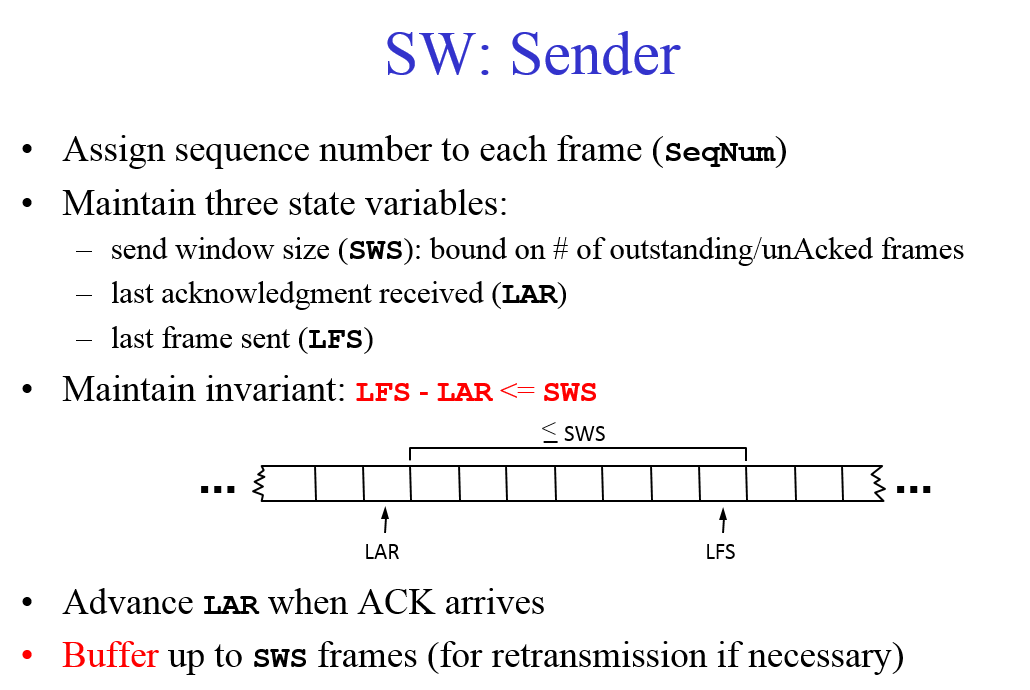 SW: Sender
• Assign sequence number to each frame (SeqNum)
• Maintain three state variables:
– send window size (SWS): bound on # of outstanding/unAcked frames
– last acknowledgment received (LAR)
– last frame sent (LFS)
• Maintain invariant: LFS - LAR <= SWS
≤ SWS
... ...
LAR LFS
• Advance LAR when ACK arrives
• Buffer up to SWS frames (for retransmission if necessary)